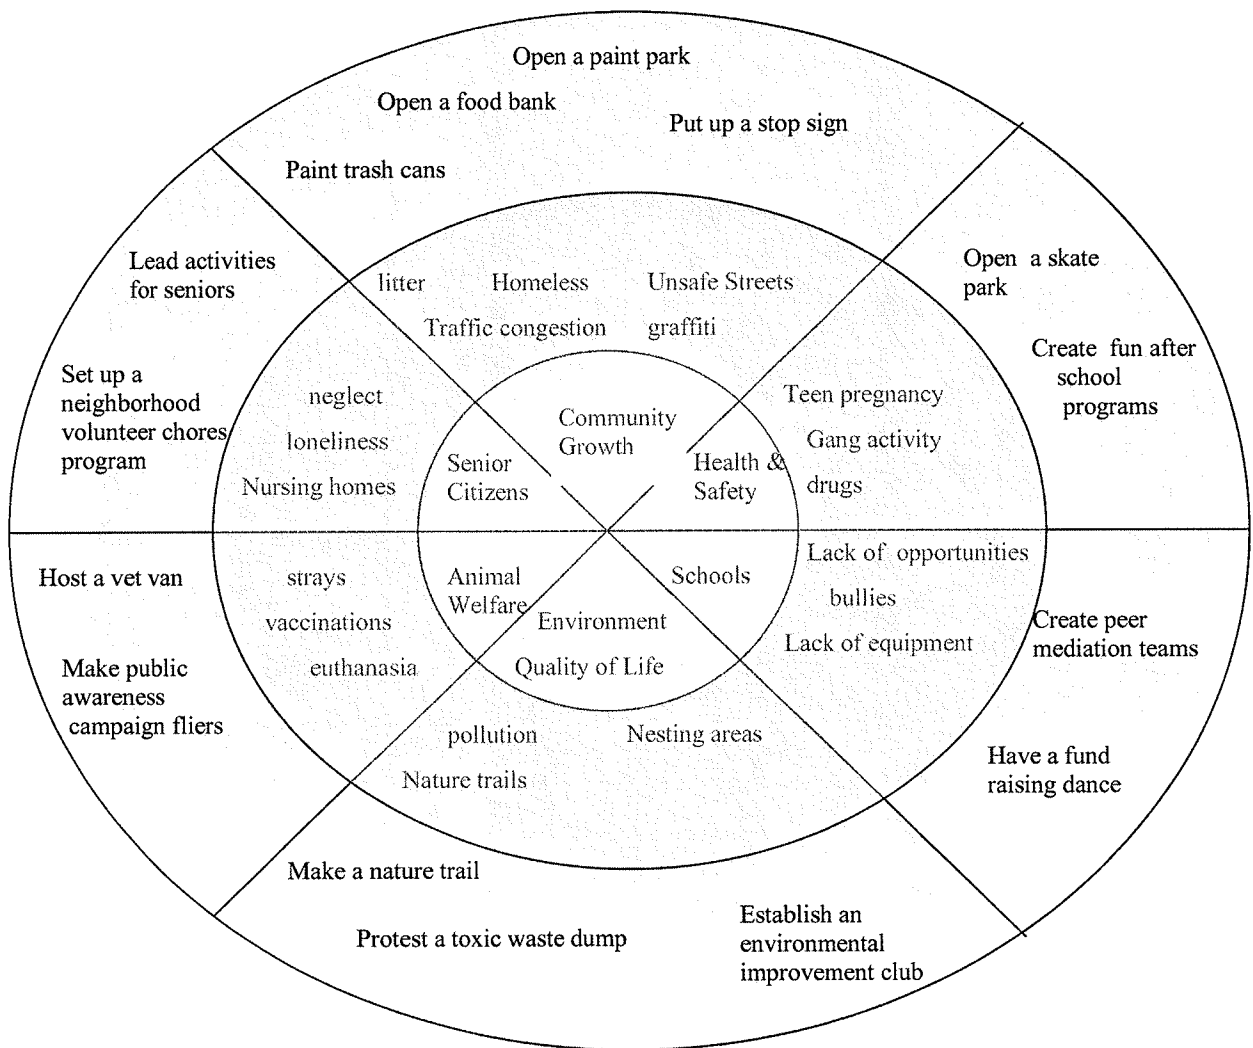 Open a paint park
Open a food bank
Put up a stop sign
Paint trash cans
Lead activities
for seniors
Open a skate
park
litter
Homeless
Unsafe Streets
Traffic congestion
graffiti
Set up a
neighborhood
volunteer chores
program
Create fun after
school
programs
neglect
loneliness
Nursing homes
Teen pregnancy
Gang activity
drugs
Community
Growth
Senior
Citizens
Health &
Safety
Host a vet van
Make public
awareness
campaign fliers
strays
vaccinations
euthanasia
Animal
Welfare
Schools
Environment
Quality of Life
Lack of opportunities
bullies
Lack of equipment
Create peer
mediation teams
Have a fund
raising dance
pollution
Nesting areas
Nature trails
Make a nature trail
Protest a toxic waste dump
Establish an
environmental
improvement club